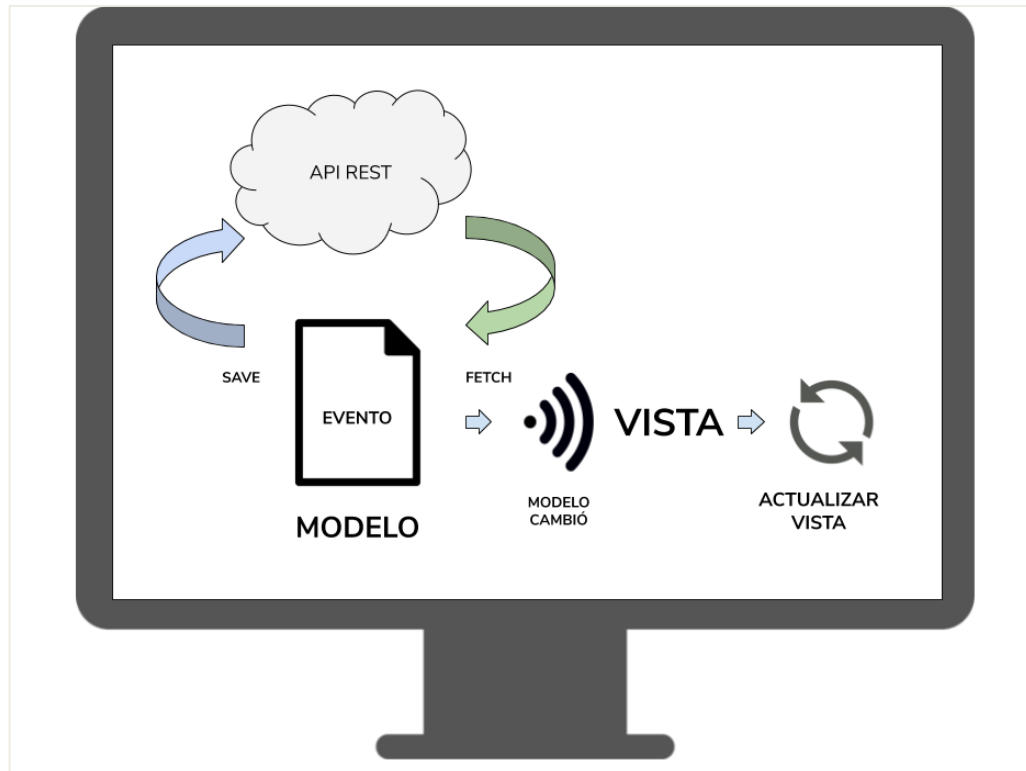 API REST
SAVE
FETCH
EVENTO
VISTA
MODELO
CAMBIÓ
ACTUALIZAR
VISTA
MODELO